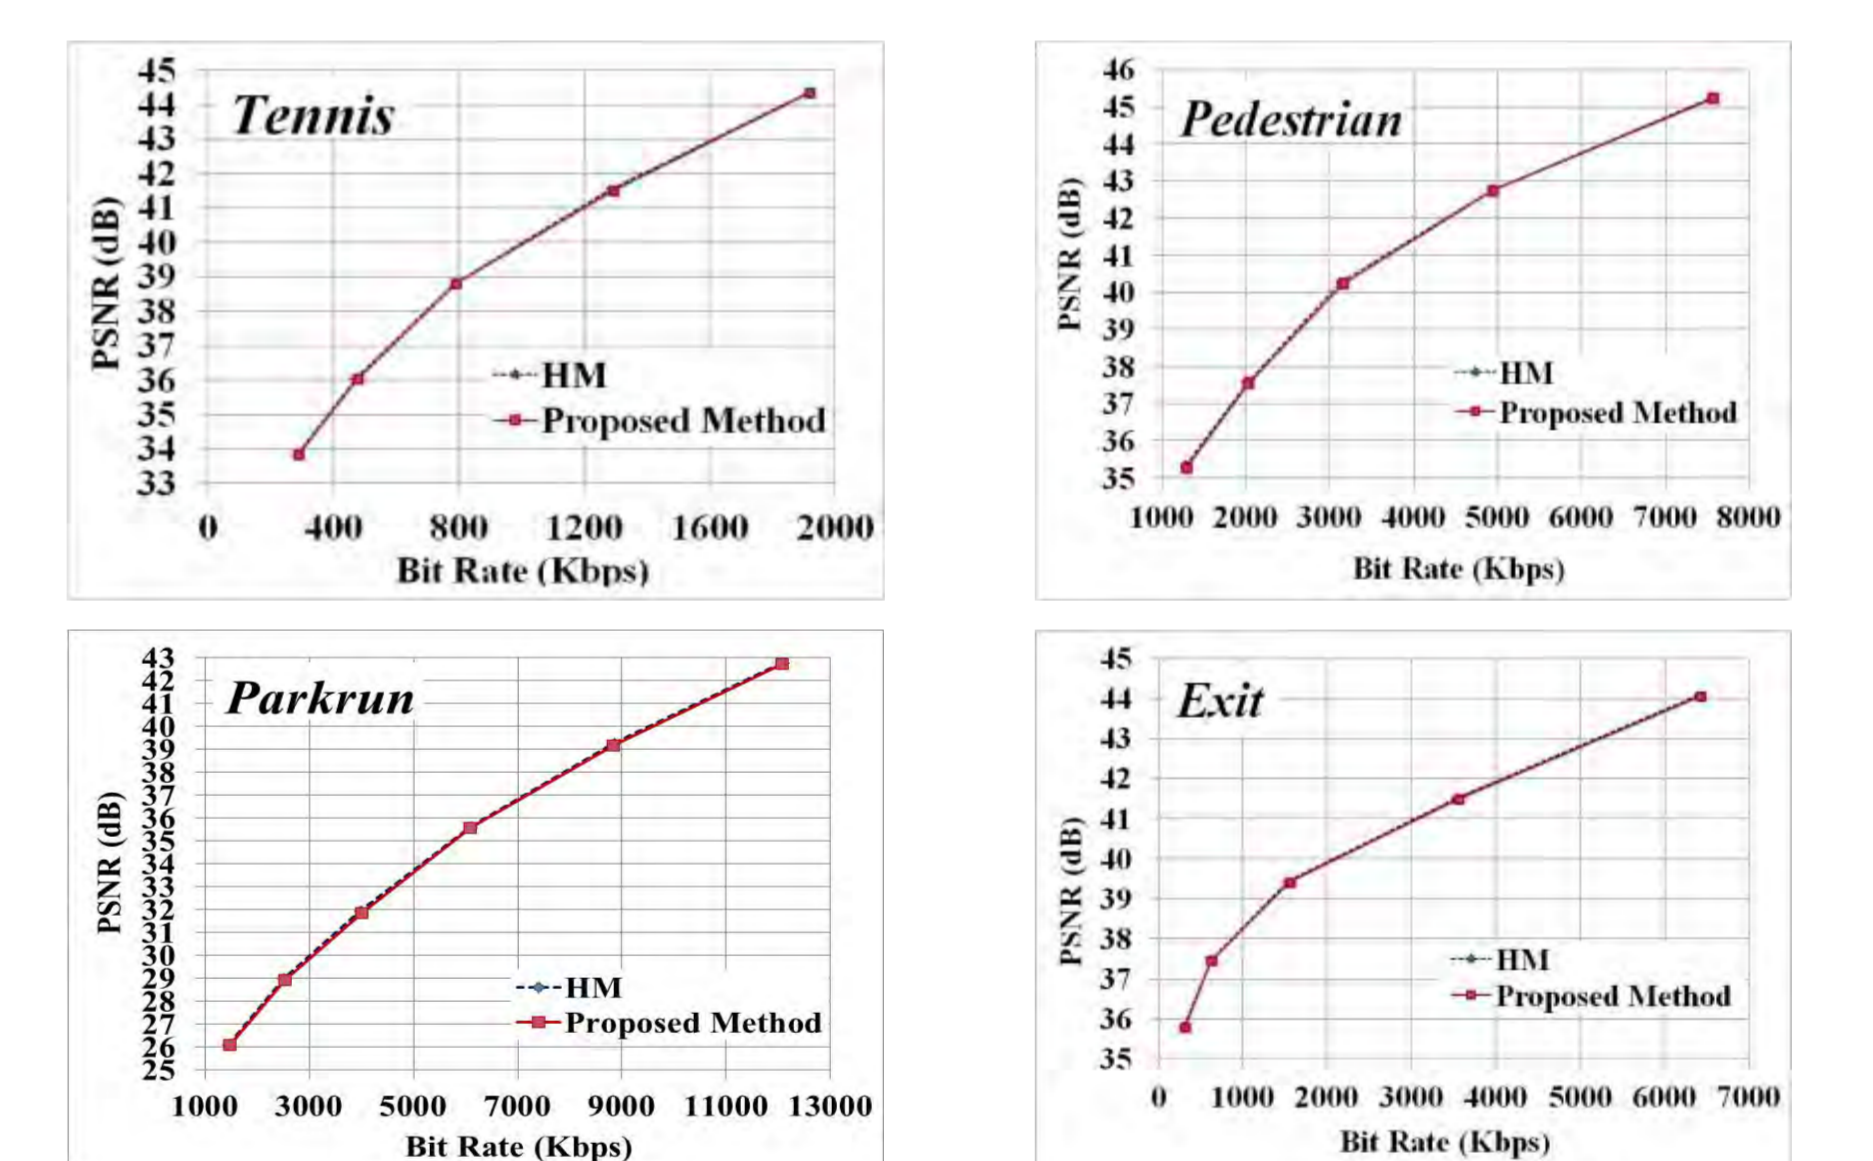 45
44
43
42
41
40
39
38
37
36
35
34
33
PSNR (dB)
Tennis
HM
Proposed Method
0 400 800 1200 1600 2000
Bit Rate (Kbps)
46
45
44
43
42
41
40
39
38
37
36
35
PSNR (dB)
Pedestrian
HM
Proposed Method
1000 2000 3000 4000 5000 6000 7000 8000
Bit Rate (Kbps)
43
42
41
40
39
38
37
36
35
34
33
32
31
30
29
28
27
26
25
PSNR (dB)
Parkrun
HM
Proposed Method
1000 3000 5000 7000 9000 11000 13000
Bit Rate (Kbps)
45
44
43
42
41
40
39
38
37
36
35
PSNR (dB)
Exit
HM
Proposed Method
0 1000 2000 3000 4000 5000 6000 7000
Bit Rate (Kbps)